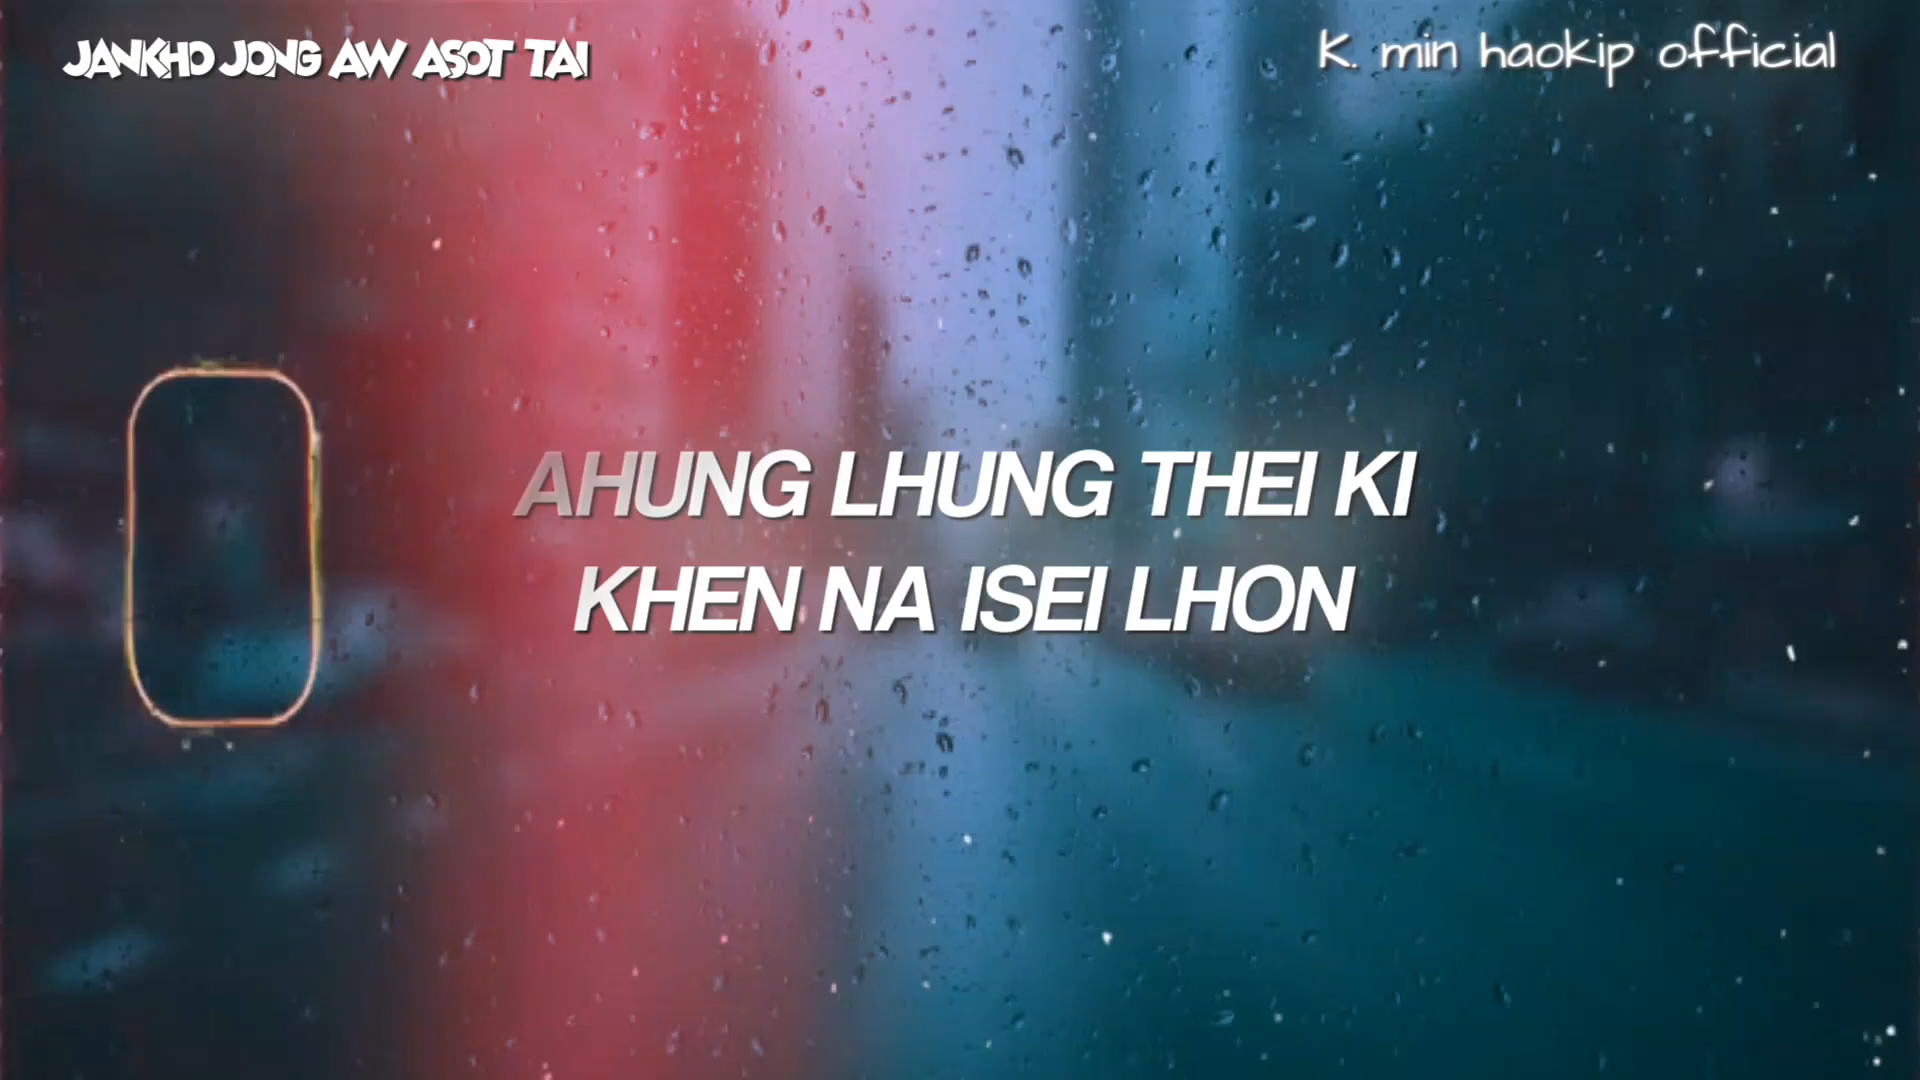 JANKHO JONG AW ASOT TAI
K. min haokip official
AHUNG LHUNG THEI KI
KHEN NA ISEI LHON